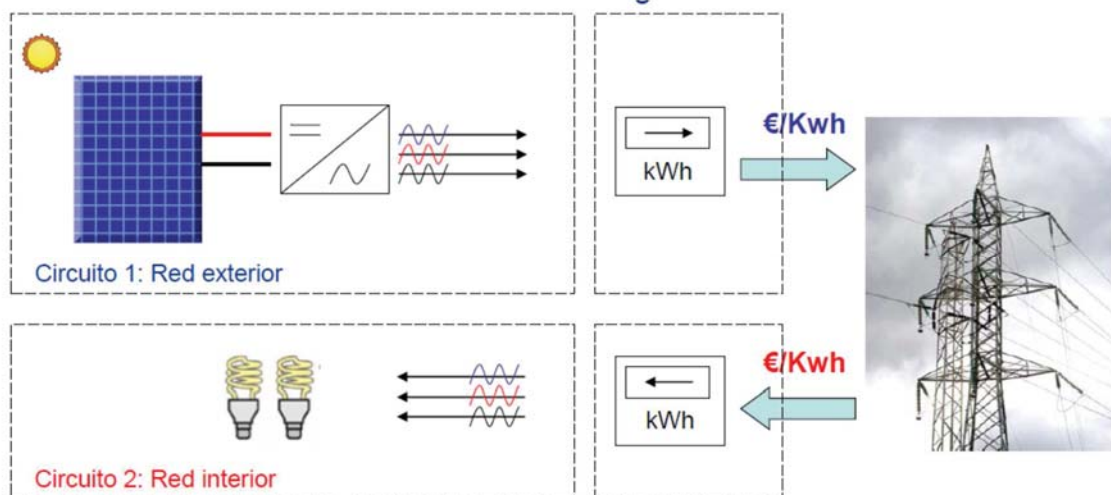 €/Kwh
kWh
Circuito 1: Red exterior
€/Kwh
kWh
Circuito 2: Red interior